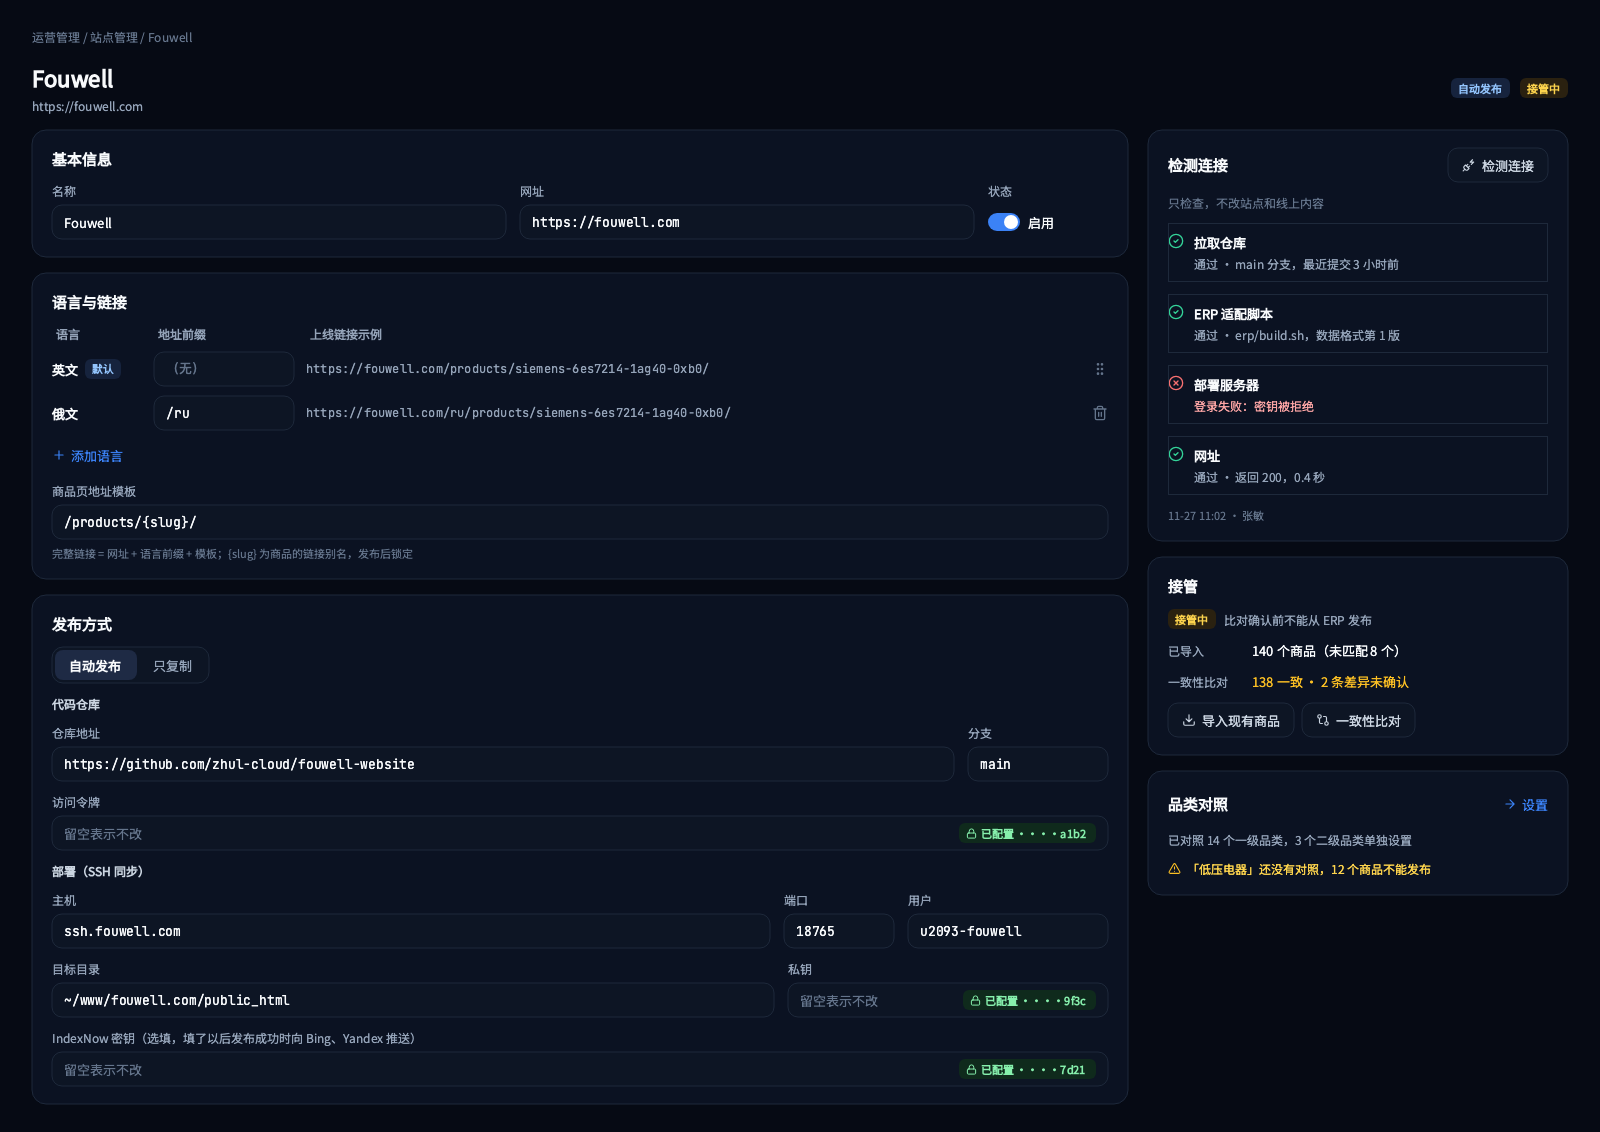 运营管理 / 站点管理 / Fouwell
Fouwell
https://fouwell.com
自动发布 接管中
基本信息
名称 网址 状态
Fouwell https://fouwell.com 启用
语言与链接
语言 地址前缀 上线链接示例
英文 默认 （无） https://fouwell.com/products/siemens-6es7214-1ag40-0xb0/
俄文 /ru https://fouwell.com/ru/products/siemens-6es7214-1ag40-0xb0/
添加语言
商品页地址模板
/products/{slug}/
完整链接 = 网址 + 语言前缀 + 模板；{slug} 为商品的链接别名，发布后锁定
发布方式
自动发布 只复制
代码仓库
仓库地址 分支
https://github.com/zhul-cloud/fouwell-website main
访问令牌
留空表示不改 已配置 ····a1b2
部署（SSH 同步）
主机 端口 用户
ssh.fouwell.com 18765 u2093-fouwell
目标目录 私钥
~/www/fouwell.com/public_html 留空表示不改 已配置 ····9f3c
IndexNow 密钥（选填，填了以后发布成功时向 Bing、Yandex 推送）
留空表示不改 已配置 ····7d21
检测连接 检测连接
只检查，不改站点和线上内容
拉取仓库
通过 · main 分支，最近提交 3 小时前
ERP 适配脚本
通过 · erp/build.sh，数据格式第 1 版
部署服务器
登录失败：密钥被拒绝
网址
通过 · 返回 200，0.4 秒
11-27 11:02 · 张敏
接管
接管中 比对确认前不能从 ERP 发布
已导入 140 个商品（未匹配 8 个）
一致性比对 138 一致 · 2 条差异未确认
导入现有商品 一致性比对
品类对照 设置
已对照 14 个一级品类，3 个二级品类单独设置
「低压电器」还没有对照，12 个商品不能发布